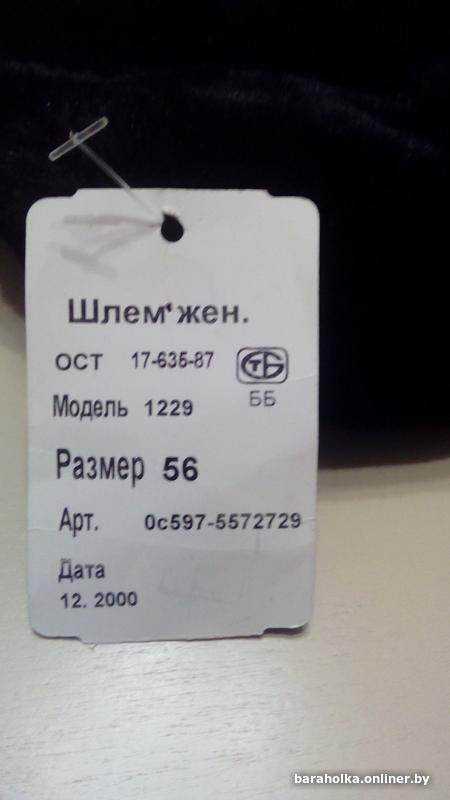 Шлем жен.
ОСТ 17-635-87 СТБ
ББ
Модель 1229
Размер 56
Арт. 0с597-5572729
Дата
12. 2000
baraholka.onliner.by